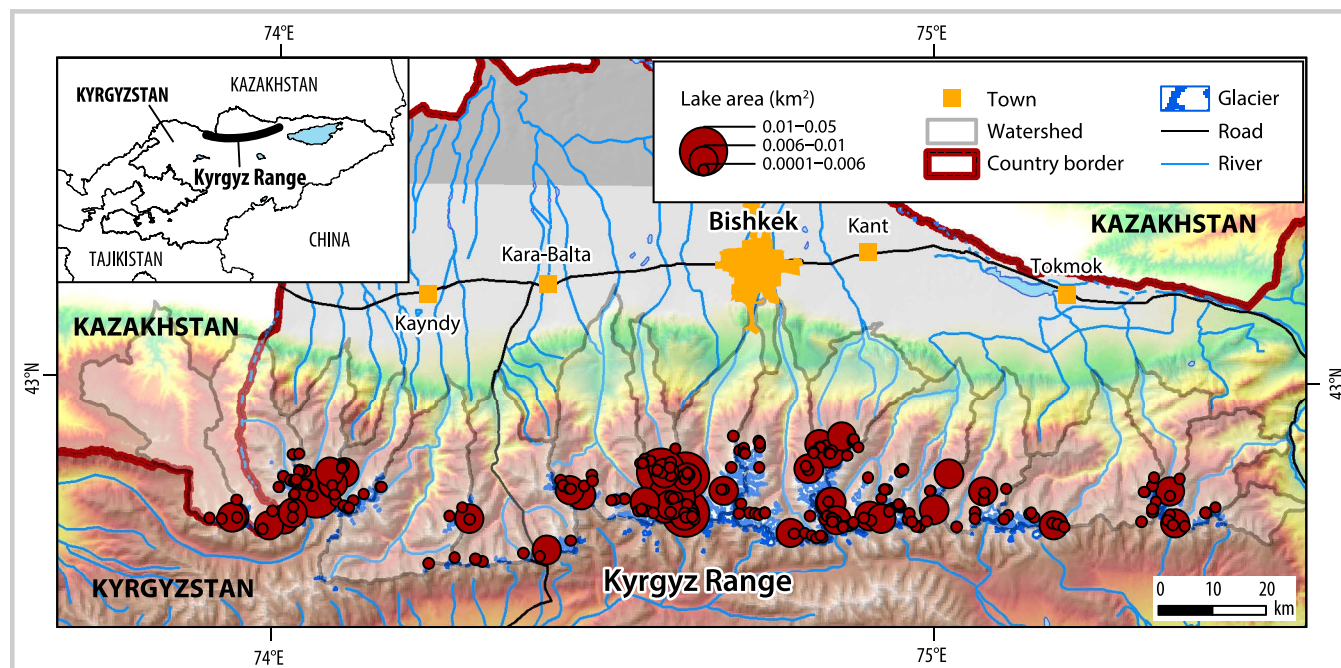 74°E
75°E
KAZAKHSTAN
KYRGYZSTAN
Kyrgyz Range
CHINA
TAJIKISTAN
Lake area (km²)
0.01–0.05
0.006–0.01
0.0001–0.006
Town
Watershed
Country border
Glacier
Road
River
Bishkek
Kant
KAZAKHSTAN
Kara-Balta
Tokmok
Kayndy
KAZAKHSTAN
43°N
43°N
Kyrgyz Range
KYRGYZSTAN
0 10 20
km
74°E
75°E